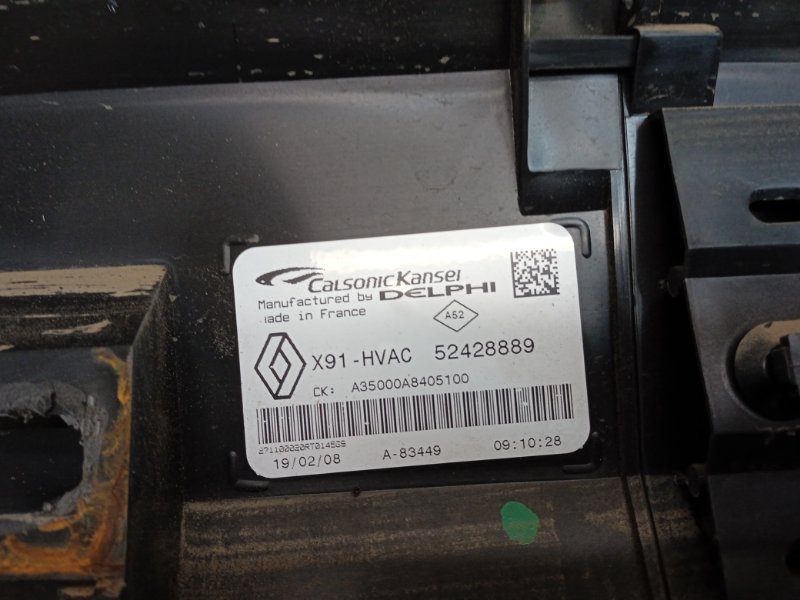 CalsonicKansei
Manufactured by DELPHI
ade in France
A52
X91-HVAC 52428889
CK: A35000A8405100
19/02/08 A-83449 09:10:28